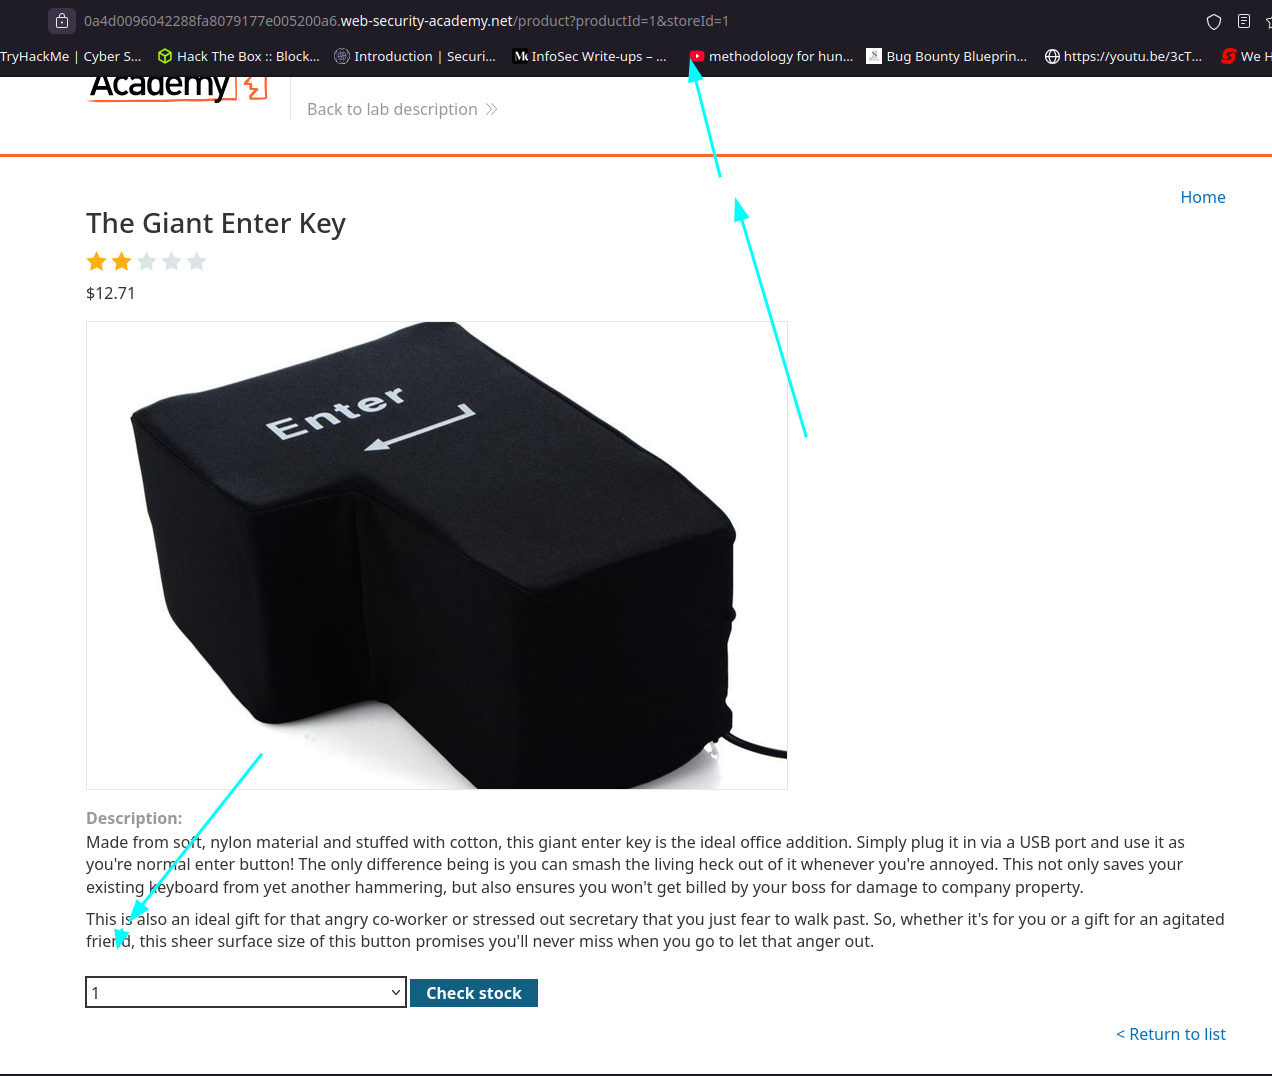 0a4d0096042288fa8079177e005200a6.web-security-academy.net/product?productId=1&storeId=1
TryHackMe | Cyber S... Hack The Box :: Block... Introduction | Securi... InfoSec Write-ups – ... methodology for hun... Bug Bounty Blueprin... https://youtu.be/3cT... We H
Academy
Back to lab description
Home
The Giant Enter Key
$12.71
Enter
Description:
Made from soft, nylon material and stuffed with cotton, this giant enter key is the ideal office addition. Simply plug it in via a USB port and use it as
you're normal enter button! The only difference being is you can smash the living heck out of it whenever you're annoyed. This not only saves your
existing keyboard from yet another hammering, but also ensures you won't get billed by your boss for damage to company property.
This is also an ideal gift for that angry co-worker or stressed out secretary that you just fear to walk past. So, whether it's for you or a gift for an agitated
friend, this sheer surface size of this button promises you'll never miss when you go to let that anger out.
1
Check stock
< Return to list